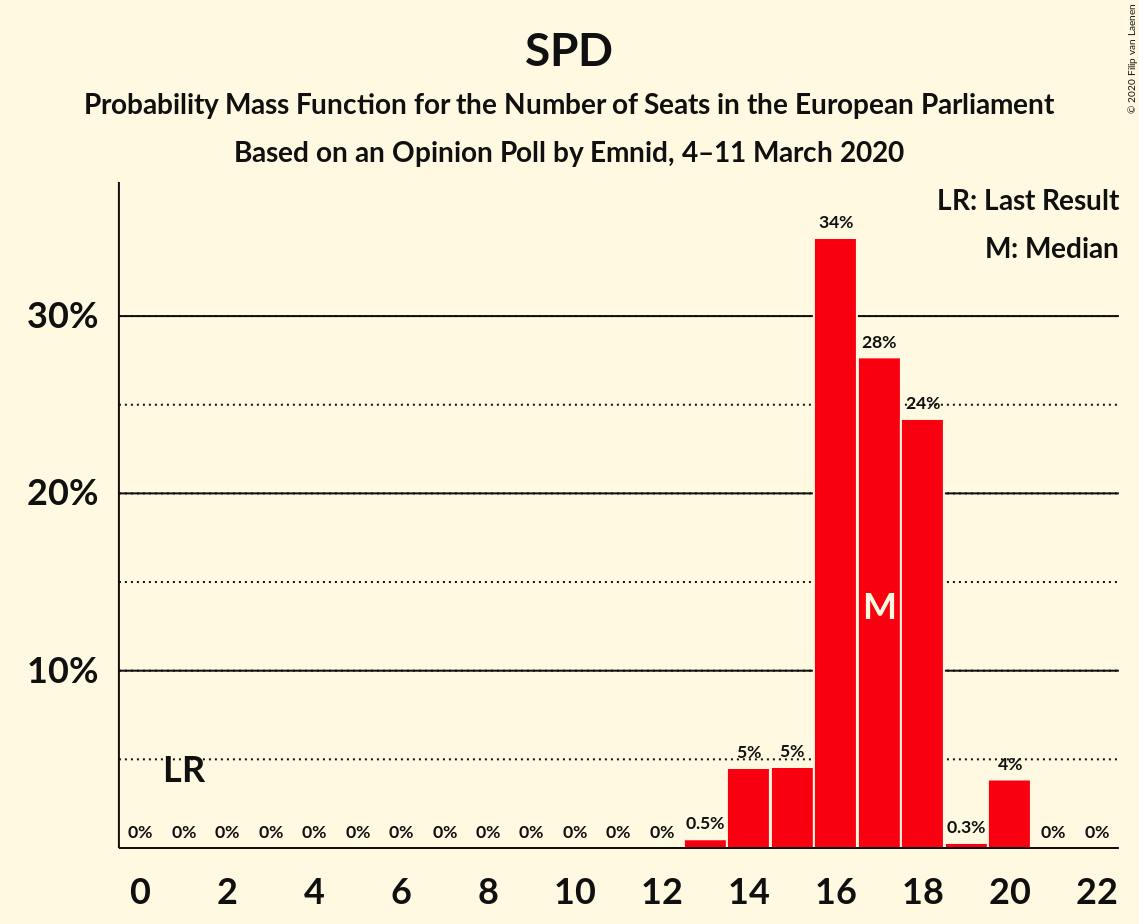 SPD
Probability Mass Function for the Number of Seats in the European Parliament
Based on an Opinion Poll by Emnid, 4–11 March 2020
© 2020 Filip van Laenen
LR: Last Result
M: Median
34%
30%
28%
24%
20%
M
10%
LR
5% 5% 4%
0% 0% 0% 0% 0% 0% 0% 0% 0% 0% 0% 0% 0% 0.5% 0.3% 0% 0%
0 2 4 6 8 10 12 14 16 18 20 22